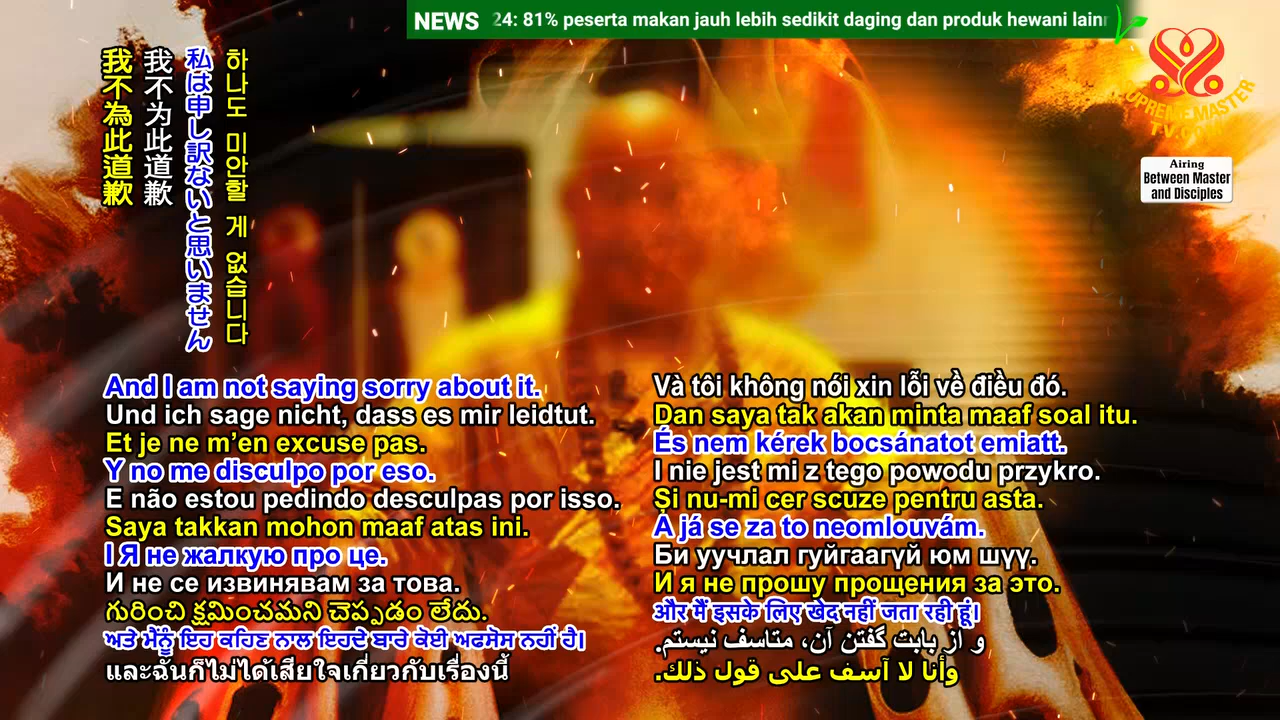 NEWS 24: 81% peserta makan jauh lebih sedikit daging dan produk hewani
SUPREME MASTER
TV.COM
Airing
Between Master
and Disciples
我不為此道歉
我不为此道歉
私は申し訳ないと思いません
하나도 미안할 게 없습니다
And I am not saying sorry about it.
Und ich sage nicht, dass es mir leidtut.
Et je ne m’en excuse pas.
Y no me disculpo por eso.
E não estou pedindo desculpas por isso.
Saya takkan mohon maaf atas ini.
І Я не жалкую про це.
И не се извинявам за това.
గురించి క్షమించమని చెప్పడం లేదు.
ਅਤੇ ਮੈਨੂੰ ਇਹ ਕਹਿਣ ਨਾਲ ਇਹਦੇ ਬਾਰੇ ਕੋਈ ਅਫਸੋਸ ਨਹੀਂ ਹੈ।
และฉันก็ไม่ได้เสียใจเกี่ยวกับเรื่องนี้
Và tôi không nói xin lỗi về điều đó.
Dan saya tak akan minta maaf soal itu.
És nem kérek bocsánatot emiatt.
I nie jest mi z tego powodu przykro.
Și nu-mi cer scuze pentru asta.
A já se za to neomlouvám.
Би уучлал гуйгаагүй юм шүү.
И я не прошу прощения за это.
और मैं इसके लिए खेद नहीं जता रही हूं।
و از بابت گفتن آن، متاسف نیستم.
وأنا لا آسف على قول ذلك.